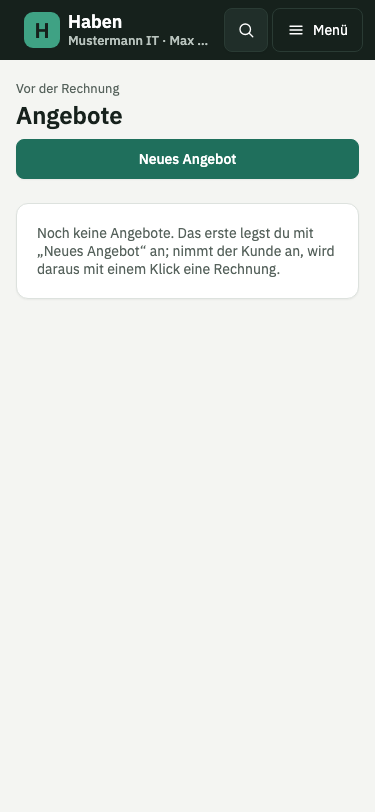 H
Haben
Mustermann IT · Max ...
Menü
Vor der Rechnung
Angebote
Neues Angebot
Noch keine Angebote. Das erste legst du mit
„Neues Angebot“ an; nimmt der Kunde an, wird
daraus mit einem Klick eine Rechnung.